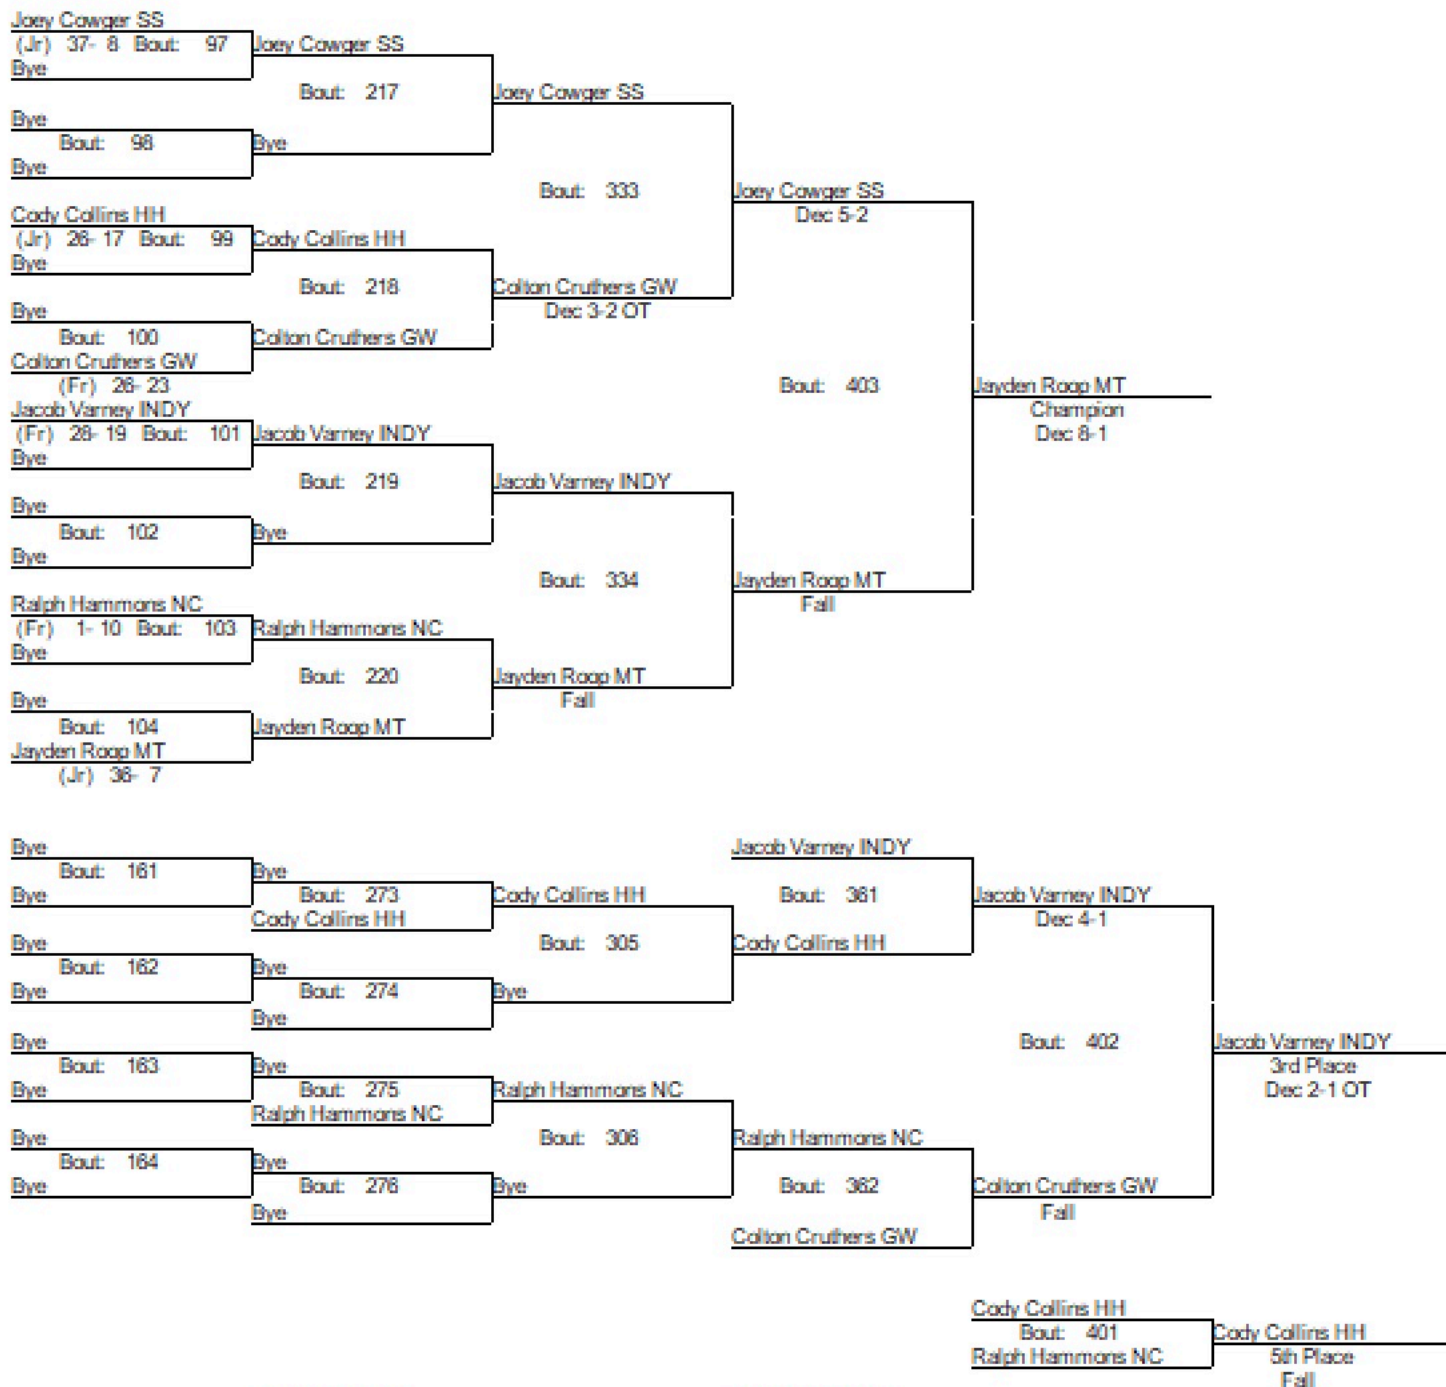 Joey Cowger SS
(Jr) 37- 8 Bout: 97 Joey Cowger SS
Bye
Bout: 217 Joey Cowger SS
Bye
Bout: 98 Bye
Bye
Bout: 333 Joey Cowger SS
Dec 5-2
Cody Collins HH
(Jr) 26- 17 Bout: 99 Cody Collins HH
Bye
Bout: 218 Colton Cruthers GW
Dec 3-2 OT
Bye
Bout: 100 Colton Cruthers GW
Colton Cruthers GW
(Fr) 26- 23
Bout: 403 Jayden Roop MT
Champion
Dec 8-1
Jacob Varney INDY
(Fr) 28- 19 Bout: 101 Jacob Varney INDY
Bye
Bout: 219 Jacob Varney INDY
Bye
Bout: 102 Bye
Bye
Bout: 334 Jayden Roop MT
Fall
Ralph Hammons NC
(Fr) 1- 10 Bout: 103 Ralph Hammons NC
Bye
Bout: 220 Jayden Roop MT
Fall
Bye
Bout: 104 Jayden Roop MT
Jayden Roop MT
(Jr) 36- 7
Bye Jacob Varney INDY
Bout: 161 Bye
Bye Bout: 273 Cody Collins HH Bout: 361 Jacob Varney INDY
Cody Collins HH Dec 4-1
Bye Bout: 305 Cody Collins HH
Bout: 162 Bye
Bye Bout: 274 Bye
Bye
Bye Bout: 402 Jacob Varney INDY
Bout: 163 Bye 3rd Place
Bye Bout: 275 Ralph Hammons NC Dec 2-1 OT
Ralph Hammons NC
Bye Bout: 306 Ralph Hammons NC
Bout: 164 Bye
Bye Bout: 276 Bye Bout: 362 Colton Cruthers GW
Bye Fall
Colton Cruthers GW
Cody Collins HH
Bout: 401 Cody Collins HH
Ralph Hammons NC 5th Place
Fall